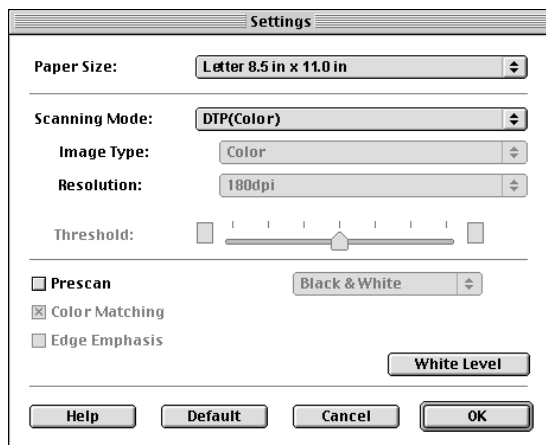 Settings
Paper Size: Letter 8.5 in x 11.0 in
Scanning Mode: DTP(Color)
Image Type: Color
Resolution: 180dpi
Threshold:
Prescan Black & White
Color Matching
Edge Emphasis
White Level
Help Default Cancel OK